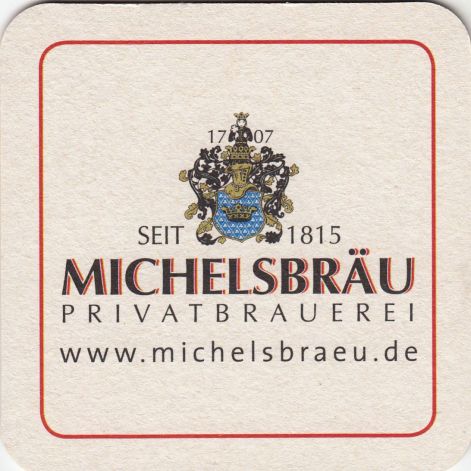 17 07
SEIT 1815
MICHELSBRÄU
PRIVATBRAUEREI
www.michelsbraeu.de